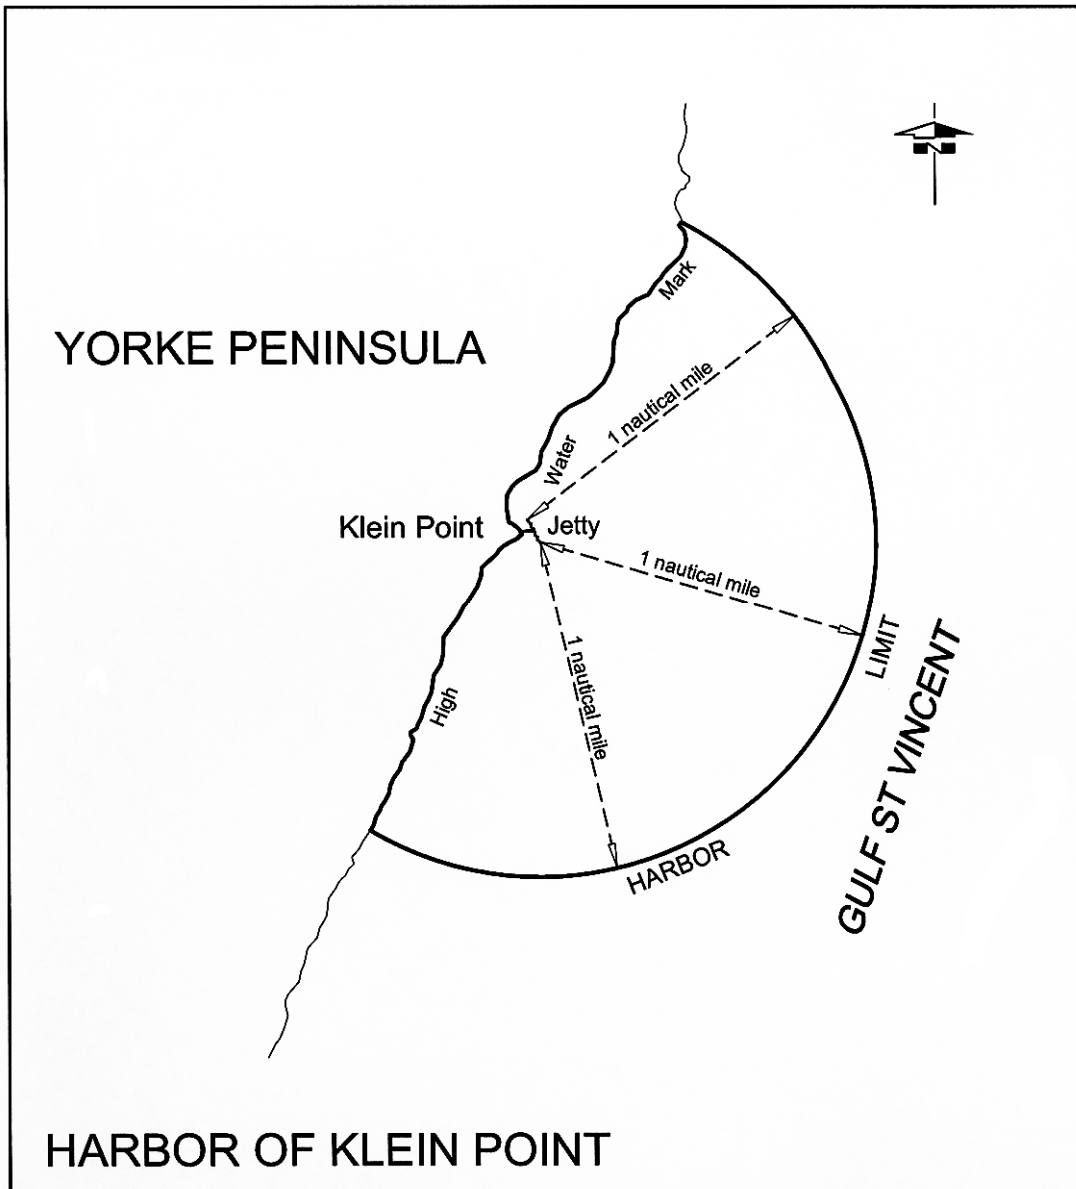 N
Mark
YORKE PENINSULA
1 nautical mile
Water
Klein Point
Jetty
1 nautical mile
LIMIT
1 nautical mile
High
GULF ST VINCENT
HARBOR
HARBOR OF KLEIN POINT